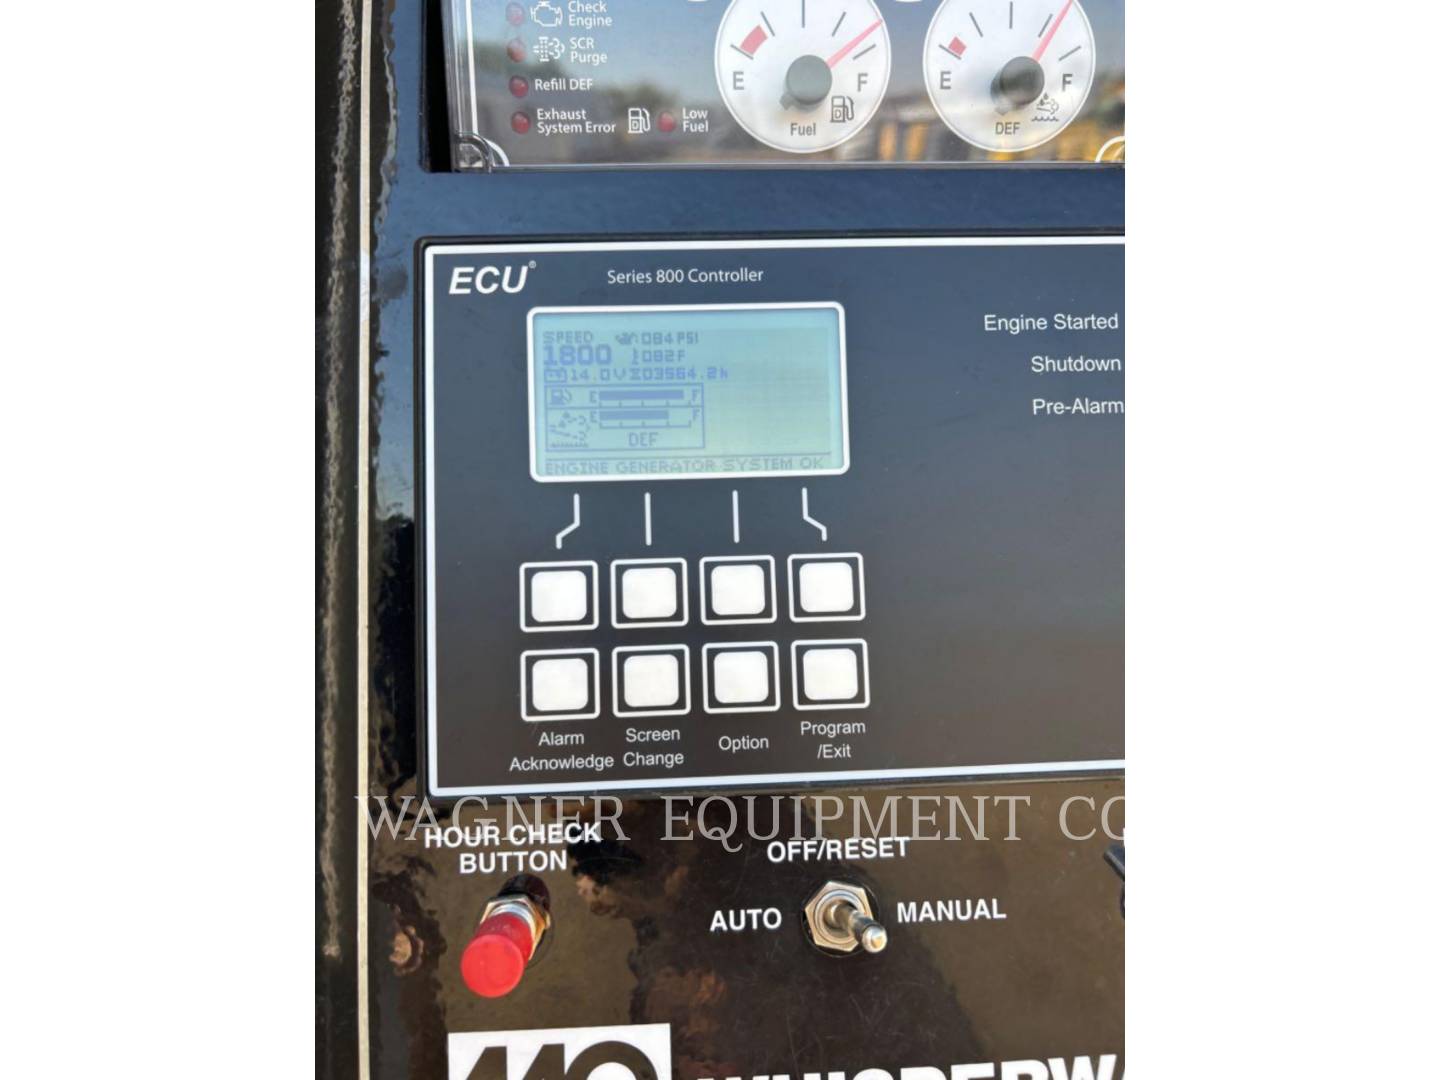 Check
Engine
SCR
Purge
Refill DEF
Exhaust
System Error
Low
Fuel
E F
Fuel
E F
DEF
ECU®
Series 800 Controller
SPEED 084 PSI
1800 082 F
14.0V 03564.2h
E F
E F
DEF
ENGINE GENERATOR SYSTEM OK
Engine Started
Shutdown
Pre-Alarm
Alarm
Acknowledge
Screen
Change
Option
Program
/Exit
WAGNER EQUIPMENT CO
HOUR CHECK
BUTTON
OFF/RESET
AUTO
MANUAL